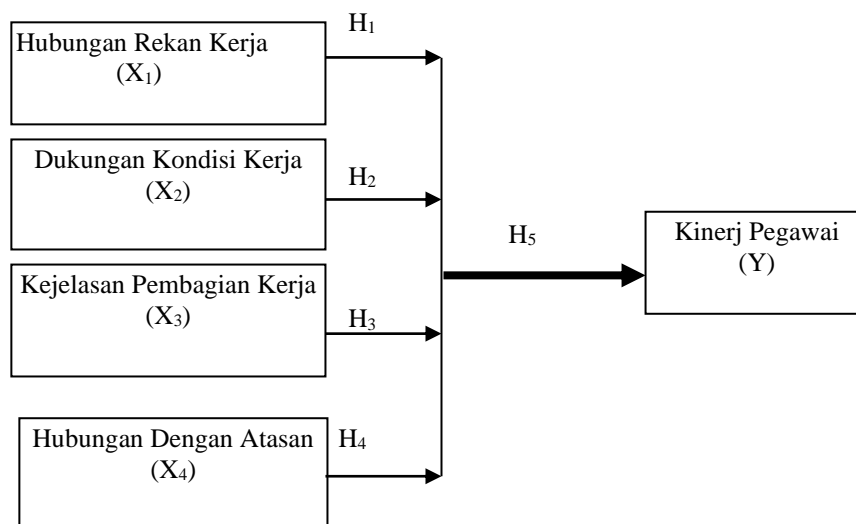 Hubungan Rekan Kerja
(X₁)
H₁
Dukungan Kondisi Kerja
(X₂)
H₂
Kejelasan Pembagian Kerja
(X₃)
H₃
Hubungan Dengan Atasan
(X₄)
H₄
H₅
Kinerj Pegawai
(Y)